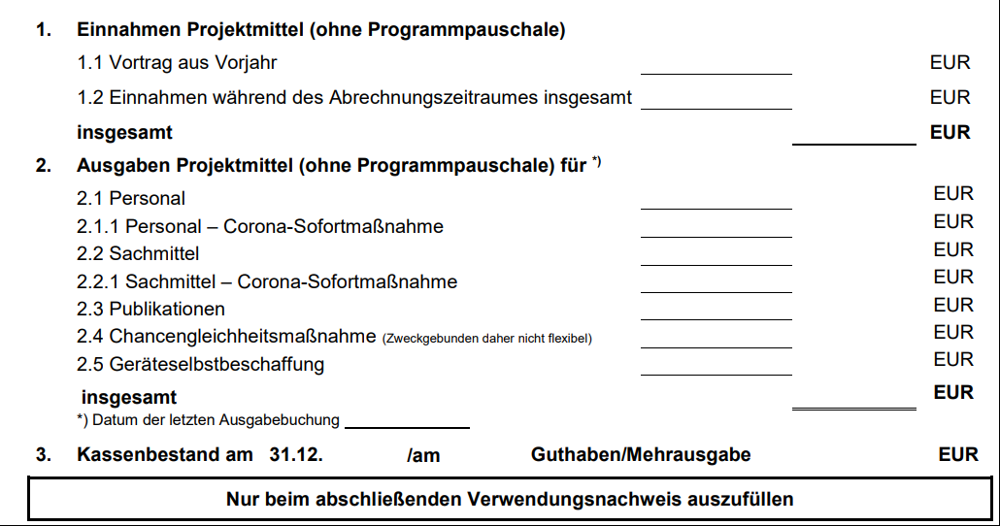 1. Einnahmen Projektmittel (ohne Programmpauschale)
1.1 Vortrag aus Vorjahr EUR
1.2 Einnahmen während des Abrechnungszeitraumes insgesamt EUR
insgesamt EUR
2. Ausgaben Projektmittel (ohne Programmpauschale) für *)
2.1 Personal EUR
2.1.1 Personal – Corona-Sofortmaßnahme EUR
2.2 Sachmittel EUR
2.2.1 Sachmittel – Corona-Sofortmaßnahme EUR
2.3 Publikationen EUR
2.4 Chancengleichheitsmaßnahme (Zweckgebunden daher nicht flexibel) EUR
2.5 Geräteselbstbeschaffung EUR
insgesamt EUR
*) Datum der letzten Ausgabebuchung
3. Kassenbestand am 31.12. /am Guthaben/Mehrausgabe EUR
Nur beim abschließenden Verwendungsnachweis auszufüllen